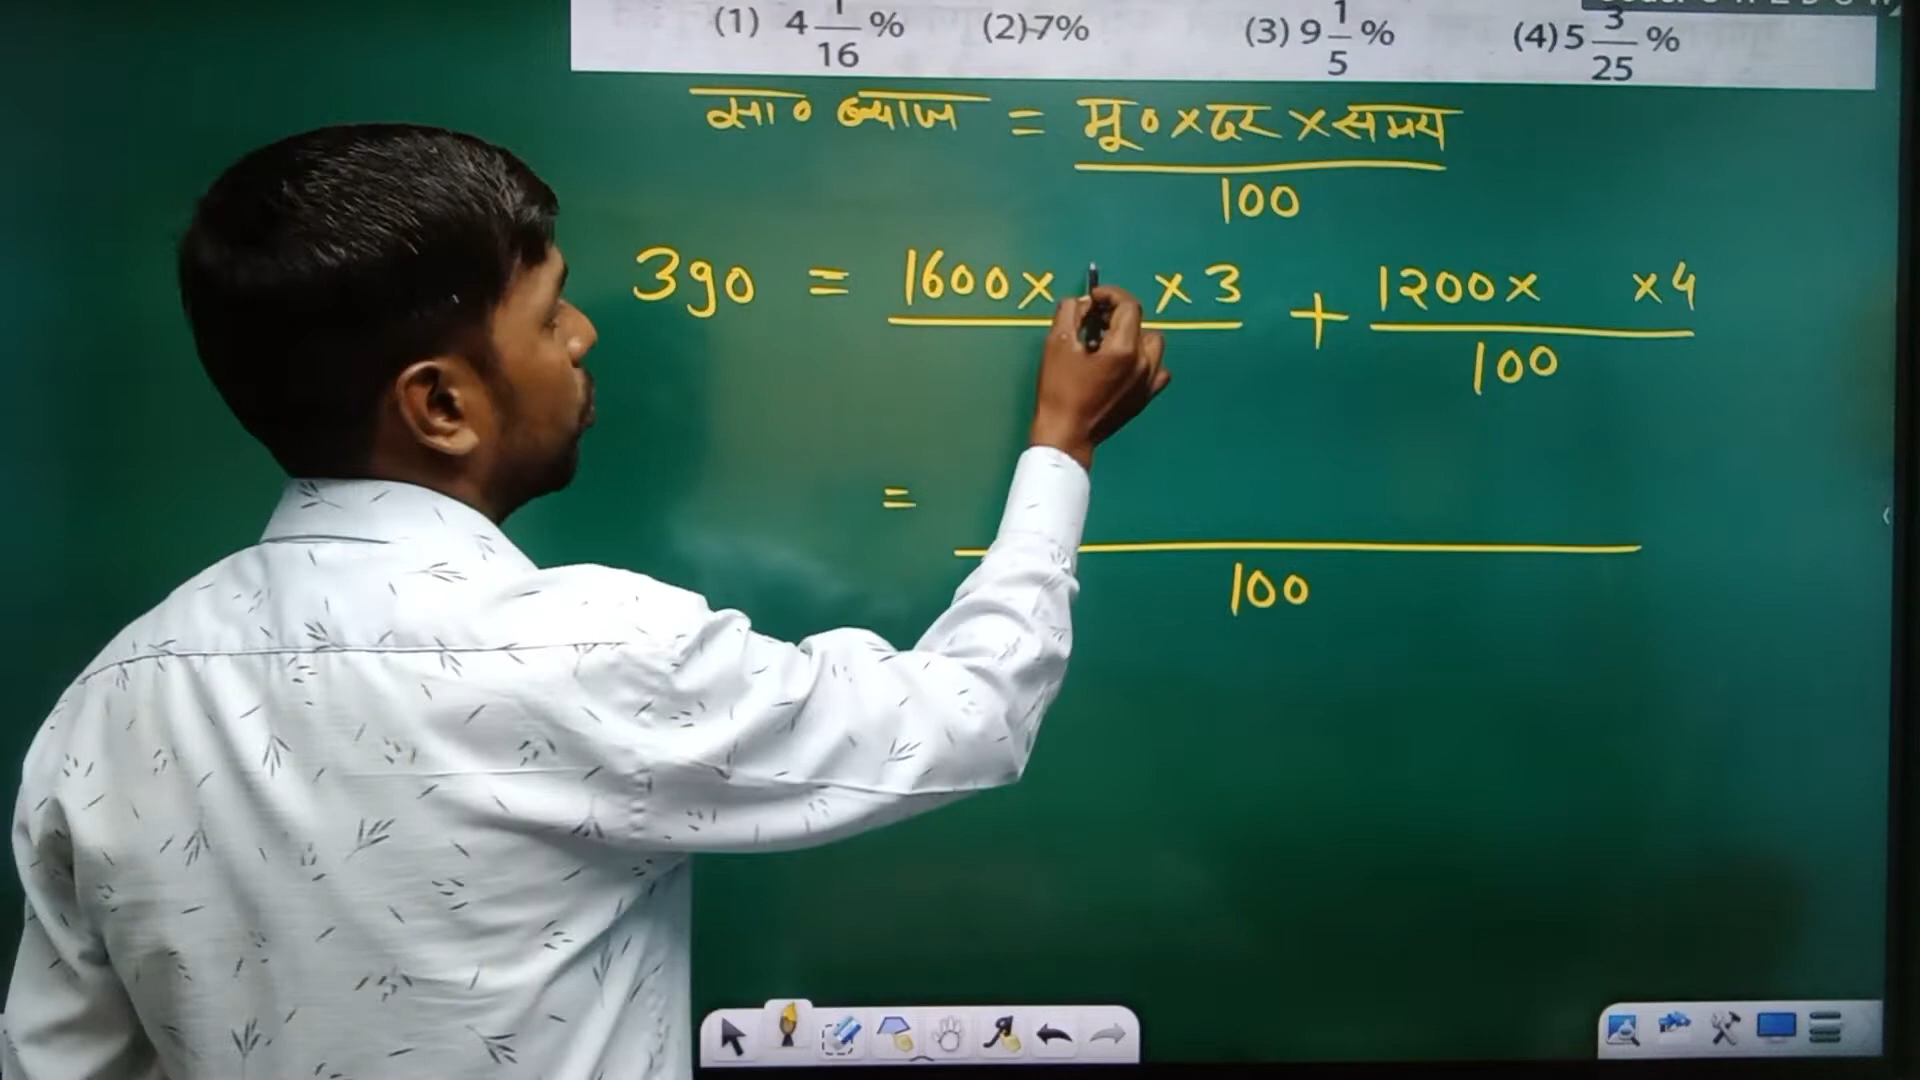 (1) 4 1/16 % (2) 7% (3) 9 1/5 % (4) 5 3/25 %
सा० ब्याज = मू० × दर × समय
100
390 = 1600 × × 3 + 1200 × × 4
100
=
100